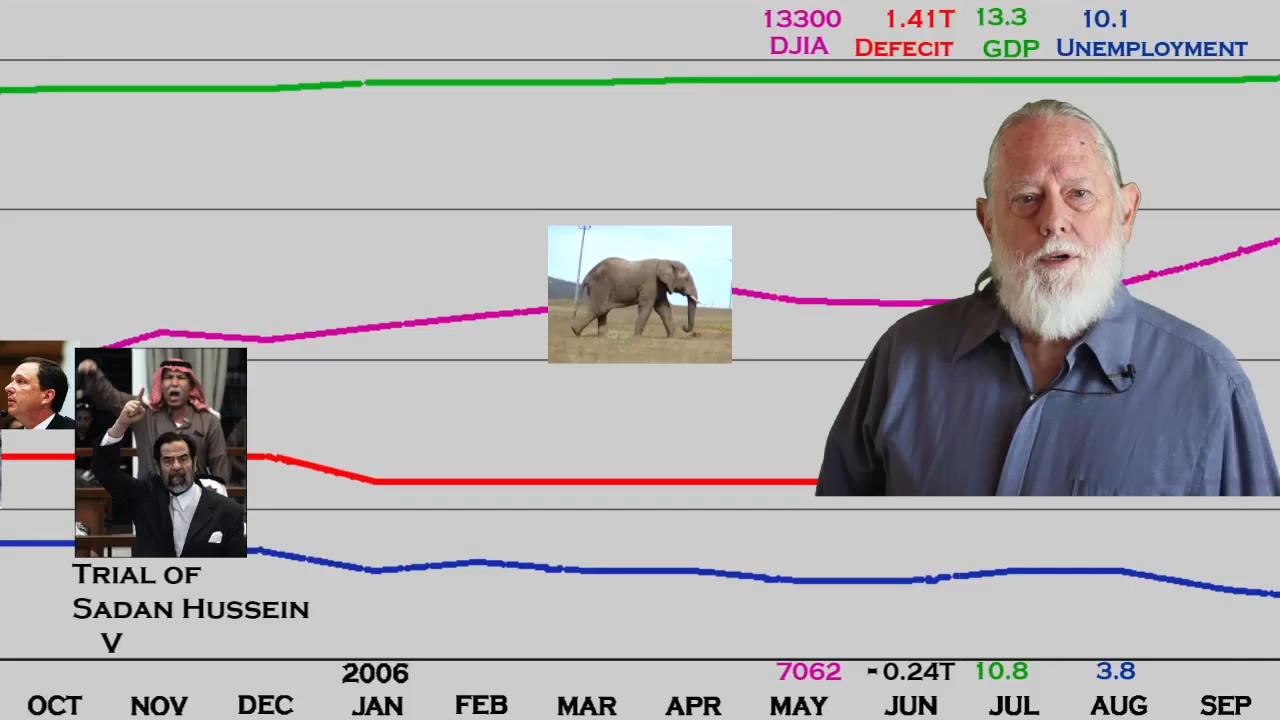 13300 1.41T 13.3 10.1
DJIA DEFECIT GDP UNEMPLOYMENT
TRIAL OF
SADAN HUSSEIN
V
2006 7062 -0.24T 10.8 3.8
OCT NOV DEC JAN FEB MAR APR MAY JUN JUL AUG SEP